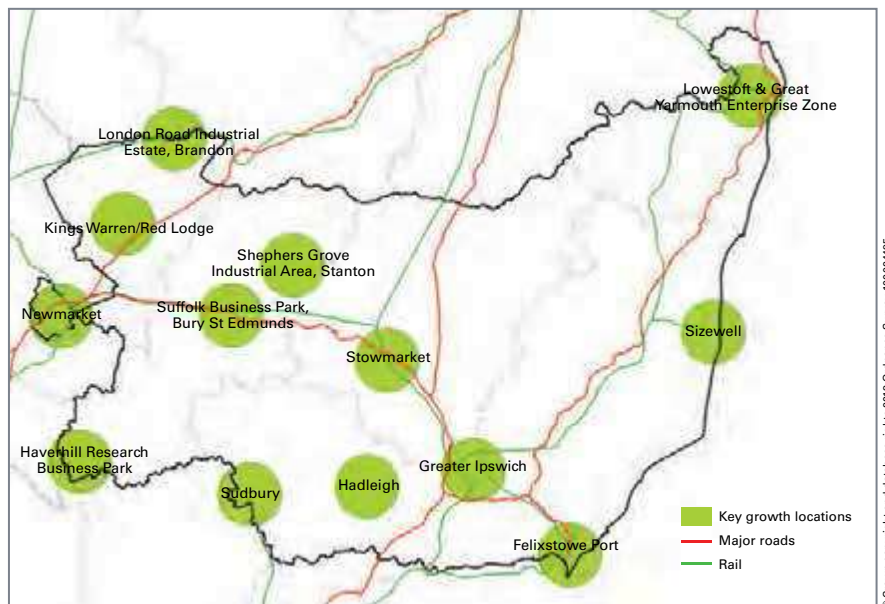 Lowestoft & Great
Yarmouth Enterprise Zone
London Road Industrial
Estate, Brandon
Kings Warren/Red Lodge
Shephers Grove
Industrial Area, Stanton
Newmarket
Suffolk Business Park,
Bury St Edmunds
Sizewell
Stowmarket
Haverhill Research
Business Park
Greater Ipswich
Hadleigh
Sudbury
Felixstowe Port
Key growth locations
Major roads
Rail